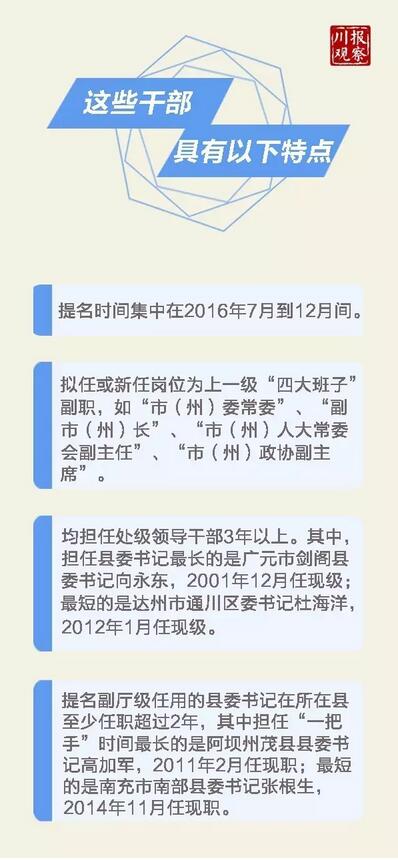 川报
观察
这些干部
具有以下特点
提名时间集中在2016年7月到12月间。
拟任或新任岗位为上一级“四大班子”
副职，如“市（州）委常委”、“副
市（州）长”、“市（州）人大常委
会副主任”、“市（州）政协副主
席”。
均担任处级领导干部3年以上。其中，
担任县委书记最长的是广元市剑阁县
委书记向永东，2001年12月任现级；
最短的是达州市通川区委书记杜海洋，
2012年1月任现级。
提名副厅级任用的县委书记在所在县
至少任职超过2年，其中担任“一把
手”时间最长的是阿坝州茂县县委书
记高加军，2011年2月任现职；最短
的是南充市南部县委书记张根生，
2014年11月任现职。